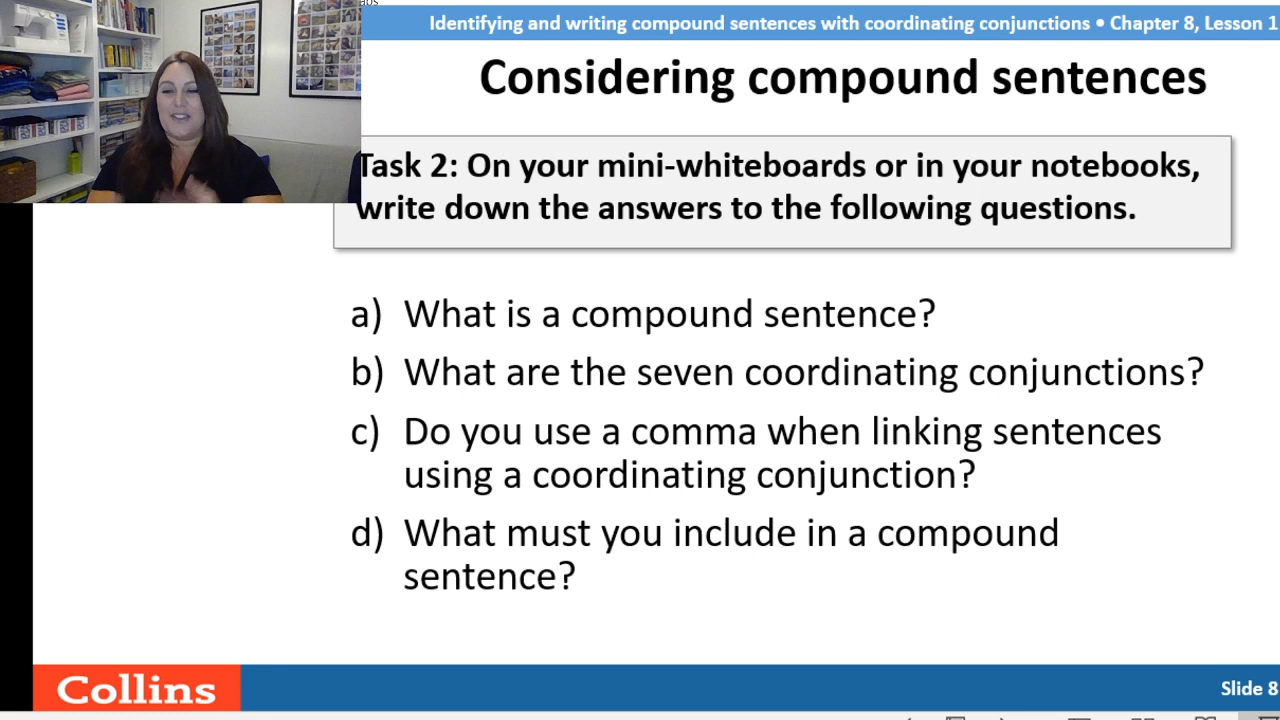 Identifying and writing compound sentences with coordinating conjunctions • Chapter 8, Lesson 1
Considering compound sentences
Task 2: On your mini-whiteboards or in your notebooks,
write down the answers to the following questions.
a) What is a compound sentence?
b) What are the seven coordinating conjunctions?
c) Do you use a comma when linking sentences
using a coordinating conjunction?
d) What must you include in a compound
sentence?
Collins
Slide 8